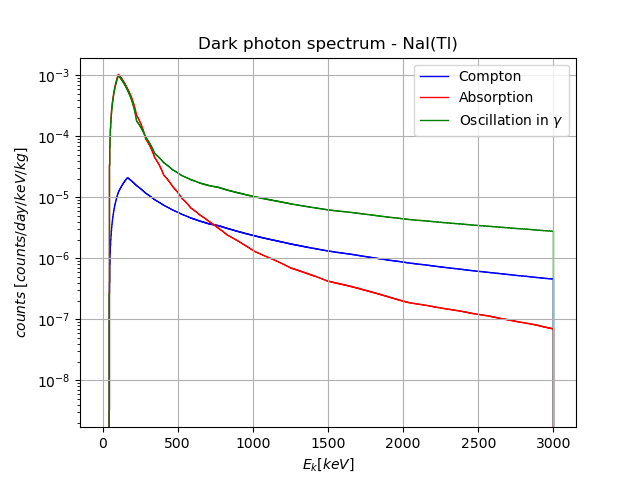 Dark photon spectrum - NaI(Tl)
Compton
Absorption
Oscillation in γ
10⁻³
10⁻⁴
10⁻⁵
10⁻⁶
10⁻⁷
10⁻⁸
counts [counts/day/keV/kg]
0 500 1000 1500 2000 2500 3000
Eₖ[keV]